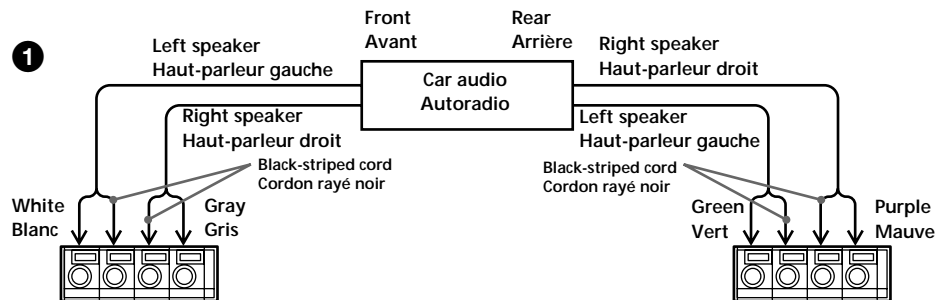 1
Front
Avant
Rear
Arrière
Left speaker
Haut-parleur gauche
Car audio
Autoradio
Right speaker
Haut-parleur droit
Right speaker
Haut-parleur droit
Left speaker
Haut-parleur gauche
Black-striped cord
Cordon rayé noir
Black-striped cord
Cordon rayé noir
White
Blanc
Gray
Gris
Green
Vert
Purple
Mauve